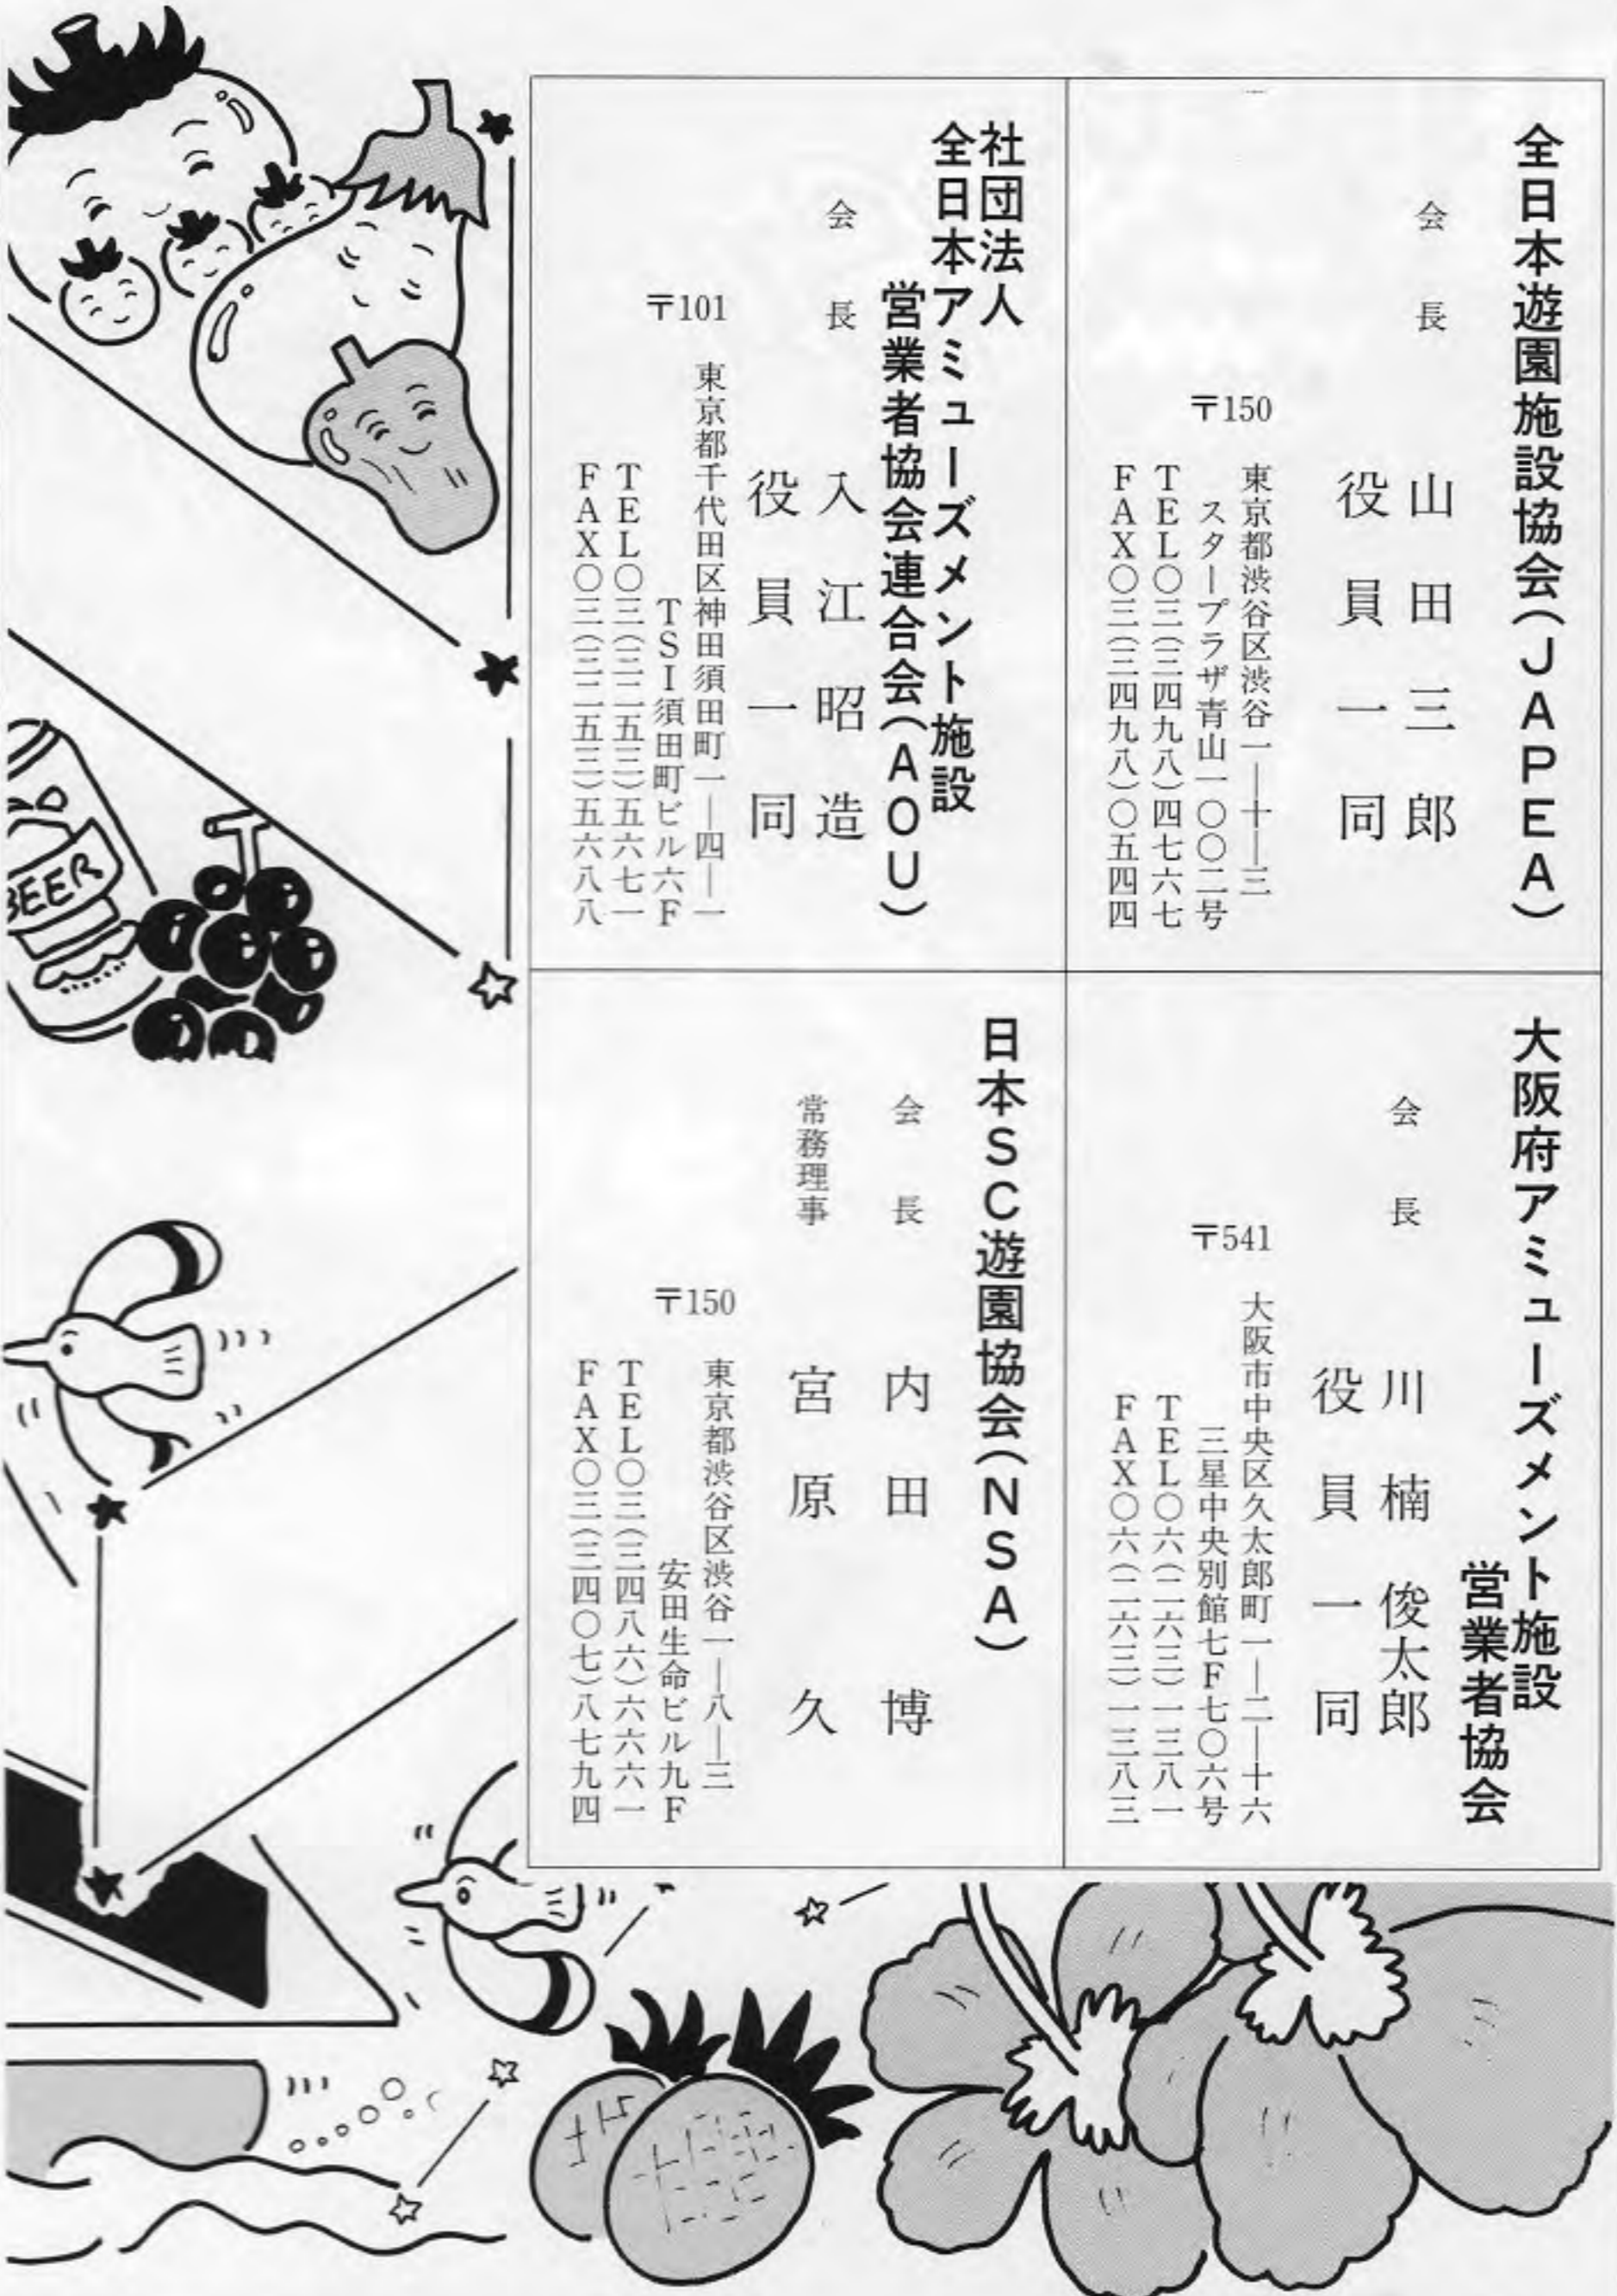 全日本遊園施設協会(JAPEA)
会長 山田三郎
役員一同
〒150
東京都渋谷区渋谷一―十―三
スタープラザ青山一〇〇二号
TEL〇三(三四九八)四七六七
FAX〇三(三四九八)〇五四四
社団法人
全日本アミューズメント施設
営業者協会連合会(AOU)
会長 入江昭造
役員一同
〒101
東京都千代田区神田須田町一―四―一
TSI須田町ビル六F
TEL〇三(三二五三)五六七一
FAX〇三(三二五三)五六八八
大阪府アミューズメント施設
営業者協会
会長 川楠俊太郎
役員一同
〒541
大阪市中央区久太郎町一―二―十六
三星中央別館七F七〇六号
TEL〇六(二六三)一三八一
FAX〇六(二六三)一三八三
日本SC遊園協会(NSA)
会長 内田博
常務理事 宮原久
〒150
東京都渋谷区渋谷一―八―三
安田生命ビル九F
TEL〇三(三四八六)六六六一
FAX〇三(三四〇七)八七九四
BEER